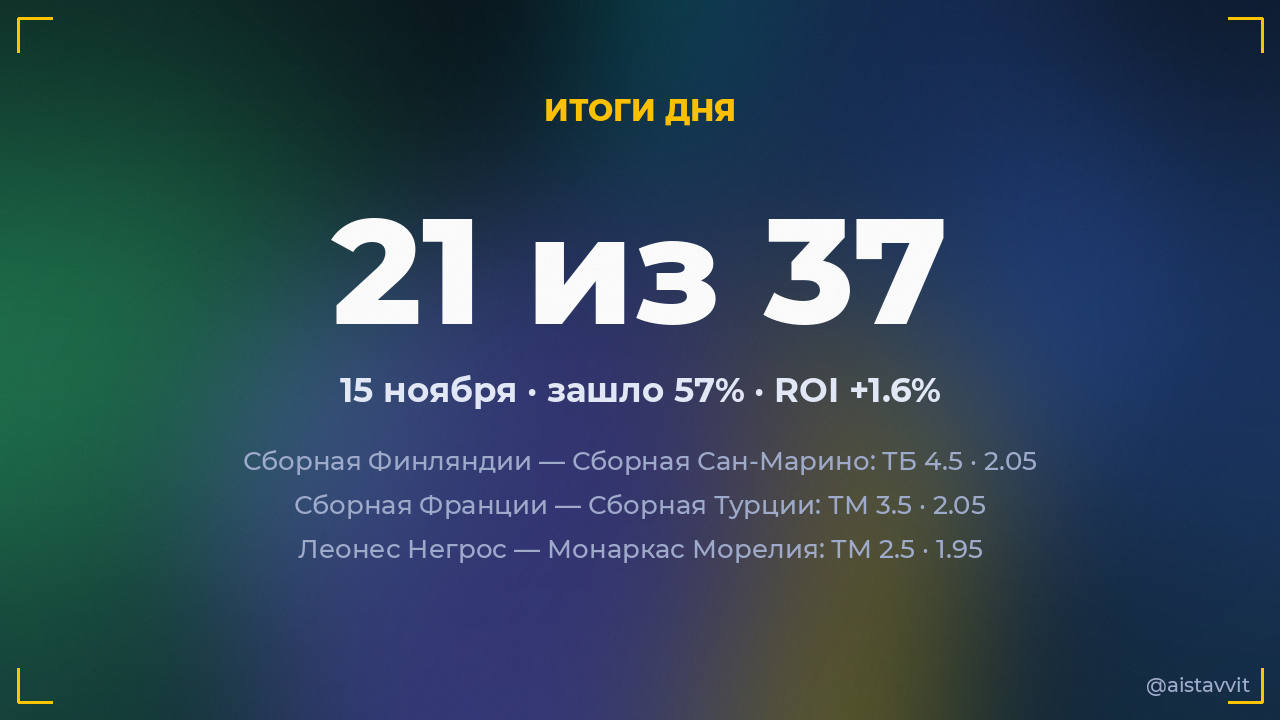 ИТОГИ ДНЯ
21 из 37
15 ноября · зашло 57% · ROI +1.6%
Сборная Финляндии — Сборная Сан-Марино: ТБ 4.5 · 2.05
Сборная Франции — Сборная Турции: ТМ 3.5 · 2.05
Леонес Негрос — Монаркас Морелия: ТМ 2.5 · 1.95
@aistavvit